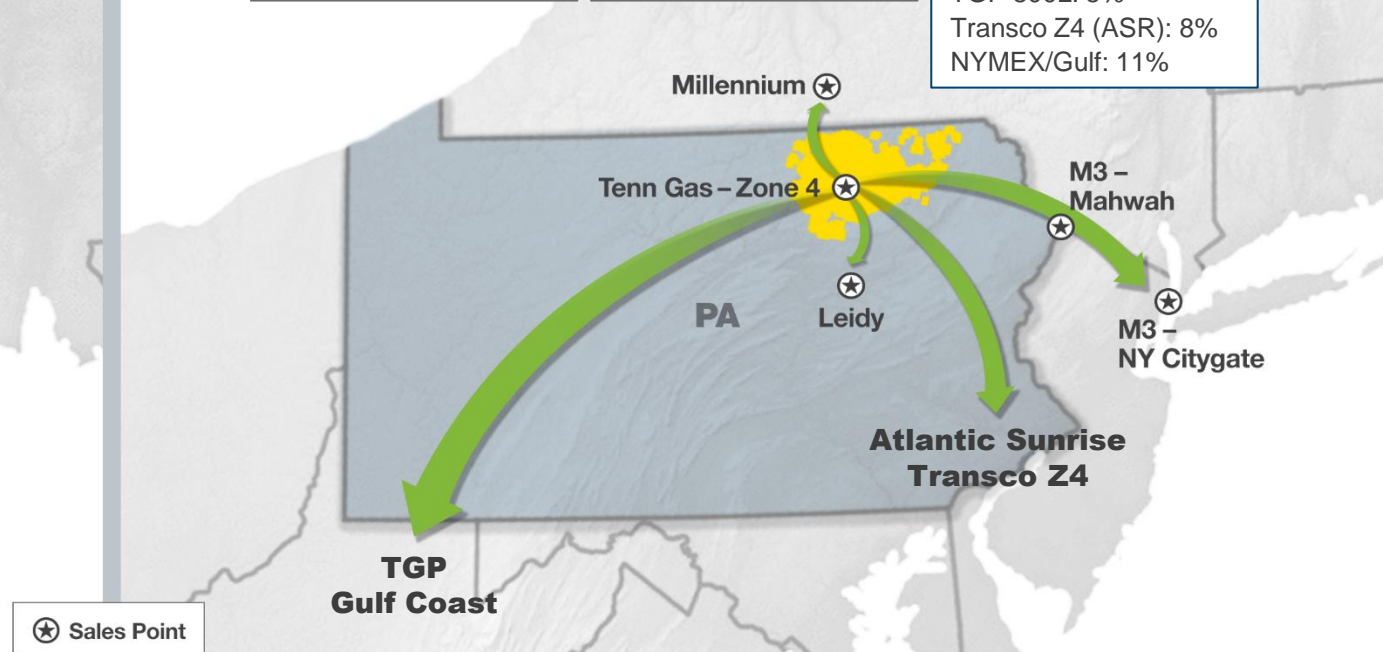 Transco Z4 (ASR): 8%
NYMEX/Gulf: 11%
Millennium
Tenn Gas – Zone 4
M3 –
Mahwah
PA
Leidy
M3 –
NY Citygate
Atlantic Sunrise
Transco Z4
TGP
Gulf Coast
Sales Point